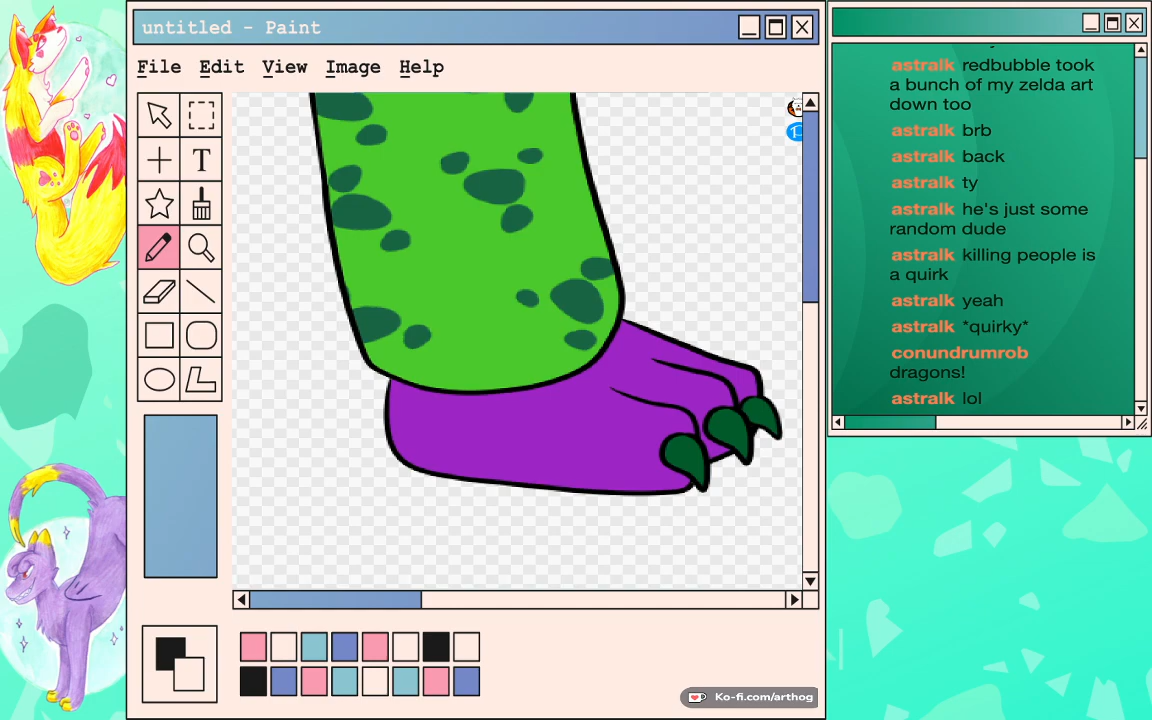 untitled - Paint
File Edit View Image Help
T
astralk redbubble took
a bunch of my zelda art
down too
astralk brb
astralk back
astralk ty
astralk he's just some
random dude
astralk killing people is
a quirk
astralk yeah
astralk *quirky*
conundrumrob
dragons!
astralk lol
Ko-fi.com/arthog